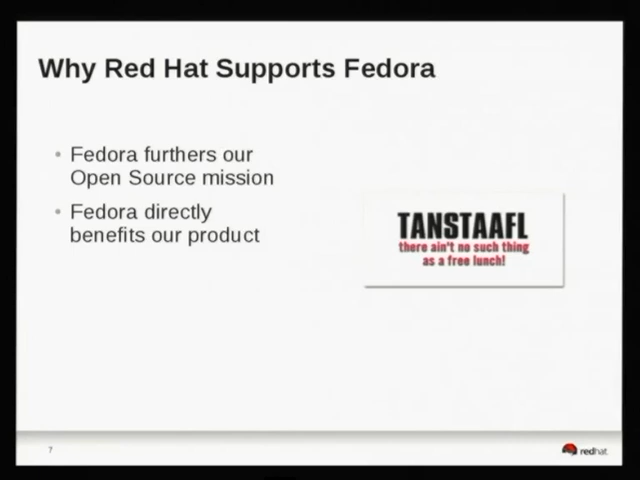 Why Red Hat Supports Fedora
• Fedora furthers our
Open Source mission
• Fedora directly
benefits our product
TANSTAAFL
there ain't no such thing
as a free lunch!
7
redhat